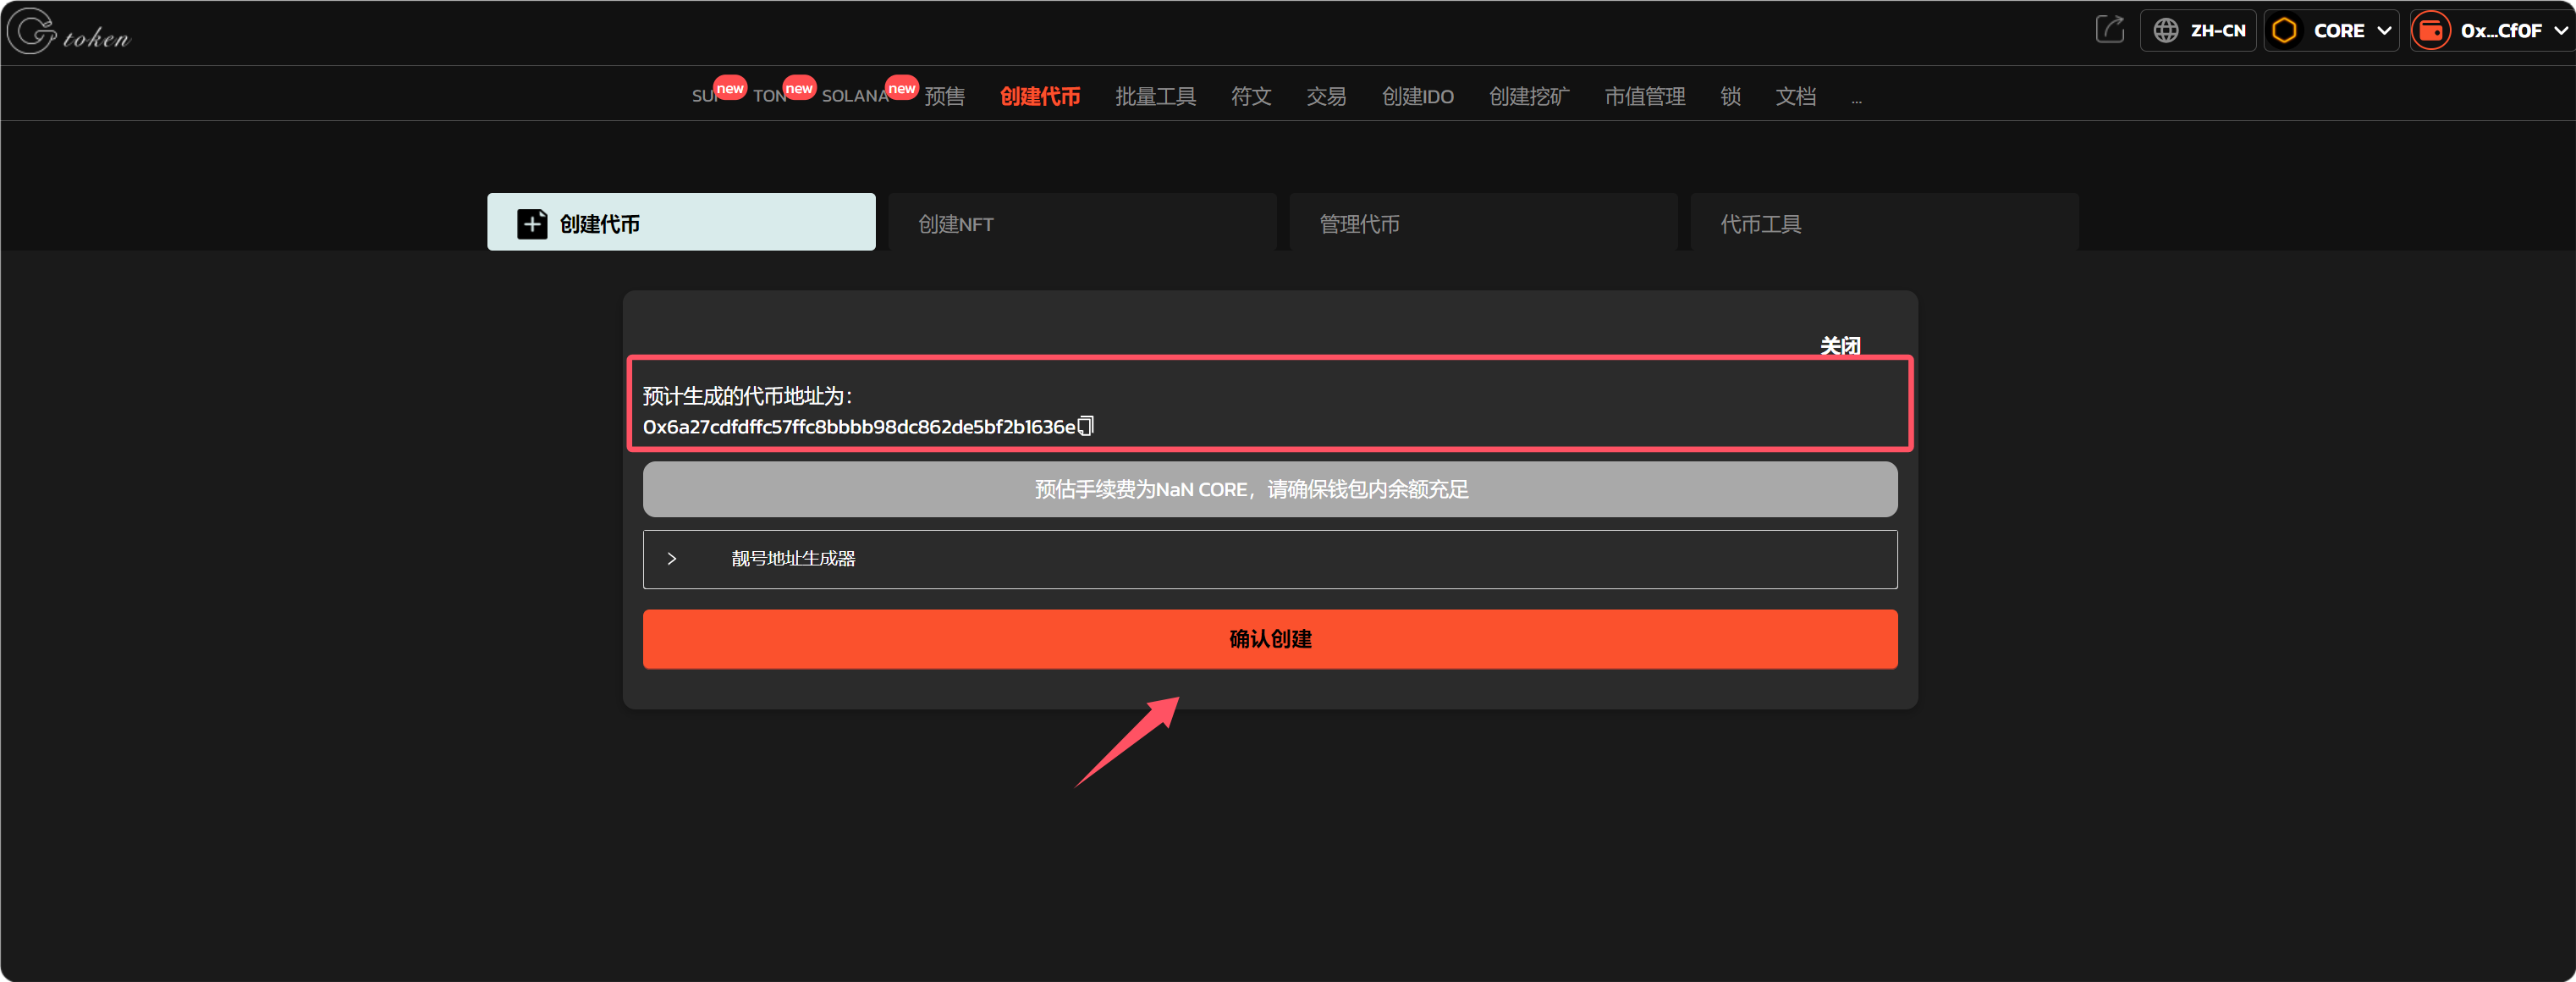 Gtoken
ZH-CN
CORE
0x...Cf0F
new
TON
new
SOLANA
new
预售
创建代币
批量工具
符文
交易
创建IDO
创建挖矿
市值管理
锁
文档
...
创建代币
创建NFT
管理代币
代币工具
关闭
预计生成的代币地址为:
0x6a27cdfdffc57ffc8bbbb98dc862de5bf2b1636e
预估手续费为NaN CORE，请确保钱包内余额充足
靓号地址生成器
确认创建